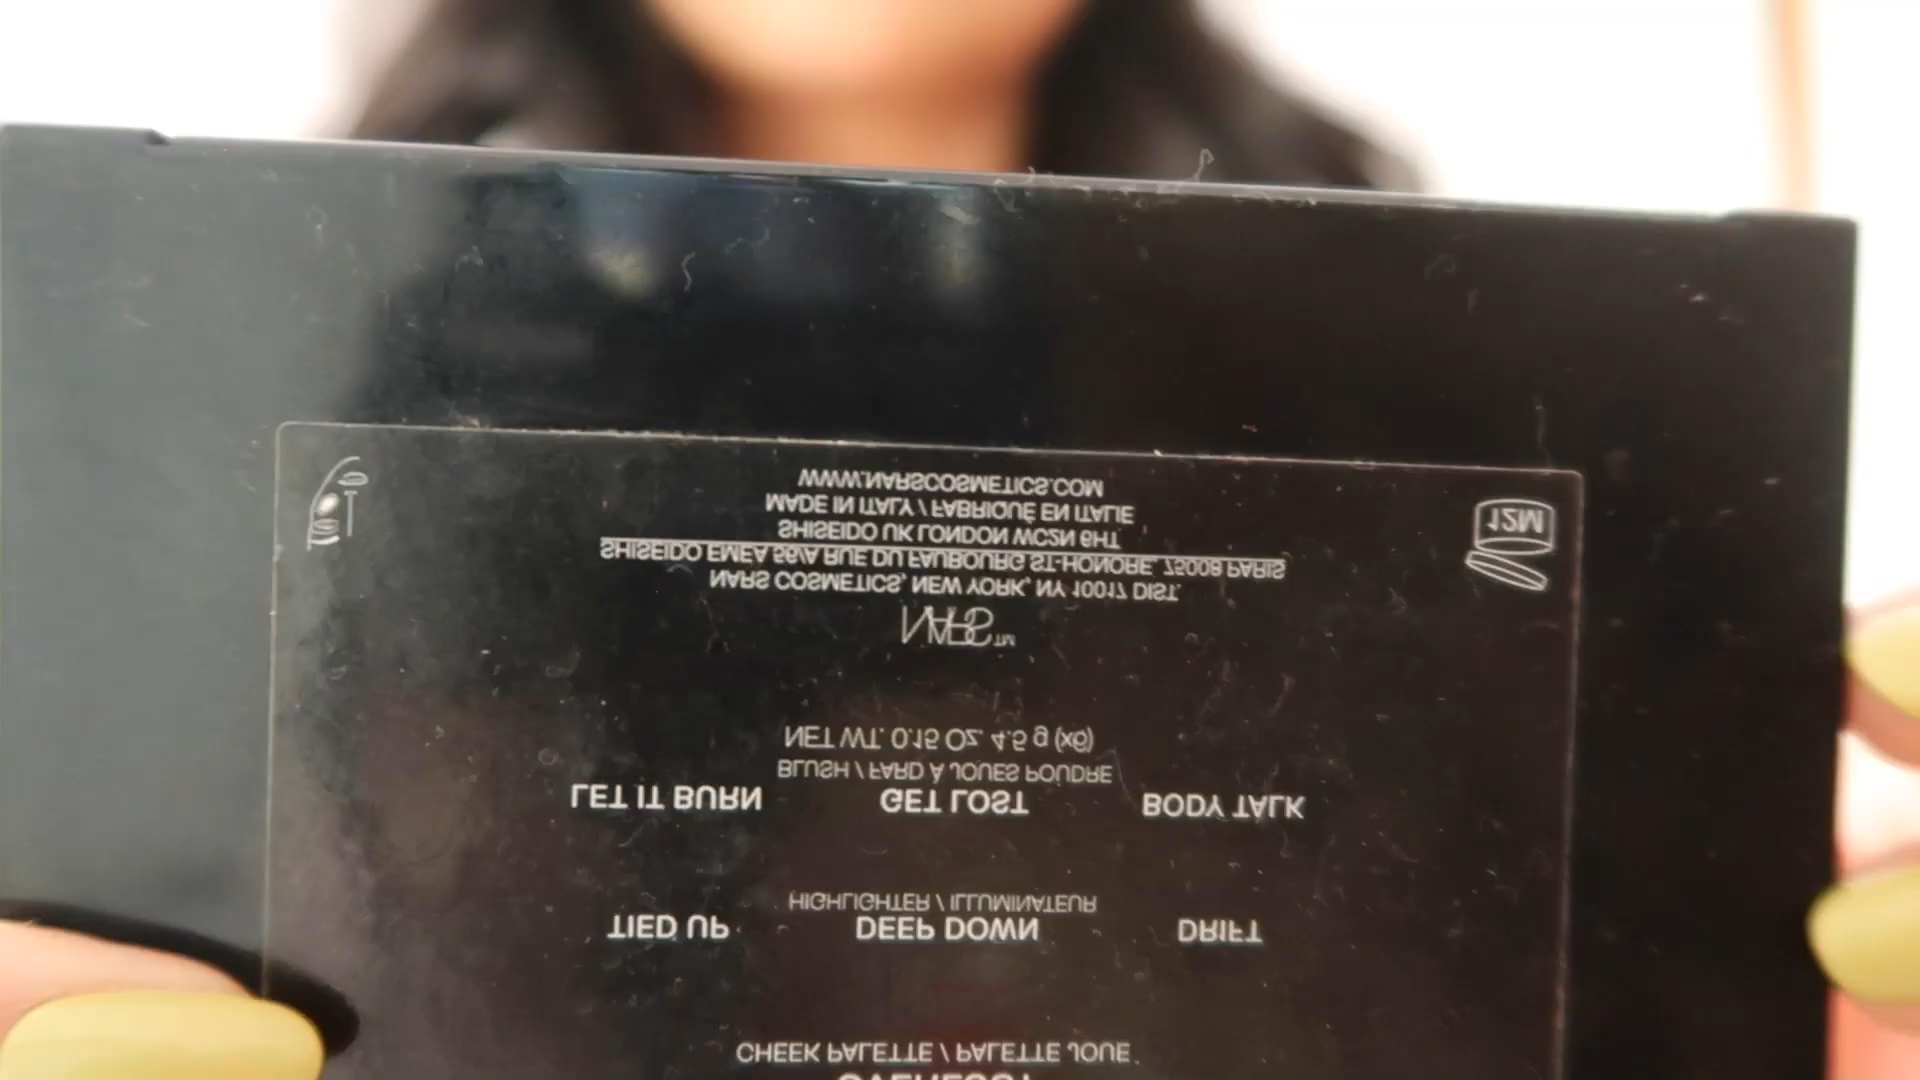 CHEEK PALETTE / PALETTE JOUE
TIED UP DEEP DOWN DRIFT
HIGHLIGHTER / ILLUMINATEUR
LET IT BURN GET LOST BODY TALK
BLUSH / FARD À JOUES POUDRE
NET WT. 0.15 Oz. 4.5 g (x6)
NARS™
NARS COSMETICS, NEW YORK, NY 10017 DIST.
SHISEIDO EMEA 56/A RUE DU FAUBOURG ST-HONORÉ, 75008 PARIS
SHISEIDO UK LONDON WC2N 6HT
MADE IN ITALY / FABRIQUÉ EN ITALIE
WWW.NARSCOSMETICS.COM
12M